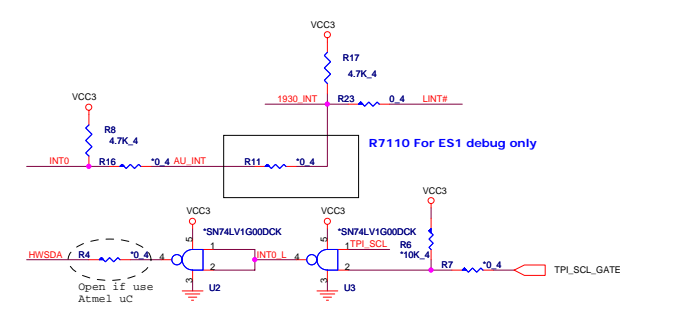 VCC3
R17
4.7K_4
VCC3
1930_INT
R23
0_4
LINT#
R8
4.7K_4
R7110 For ES1 debug only
INT0
R16
*0_4
AU_INT
R11
*0_4
VCC3
VCC3
VCC3
*SN74LV1G00DCK
*SN74LV1G00DCK
5
1
5
1
TPI_SCL
R6
*10K_4
HWSDA
R4
*0_4
4
INT0_L
4
2
2
R7
*0_4
TPI_SCL_GATE
3
U2
3
U3
Open if use
Atmel uC